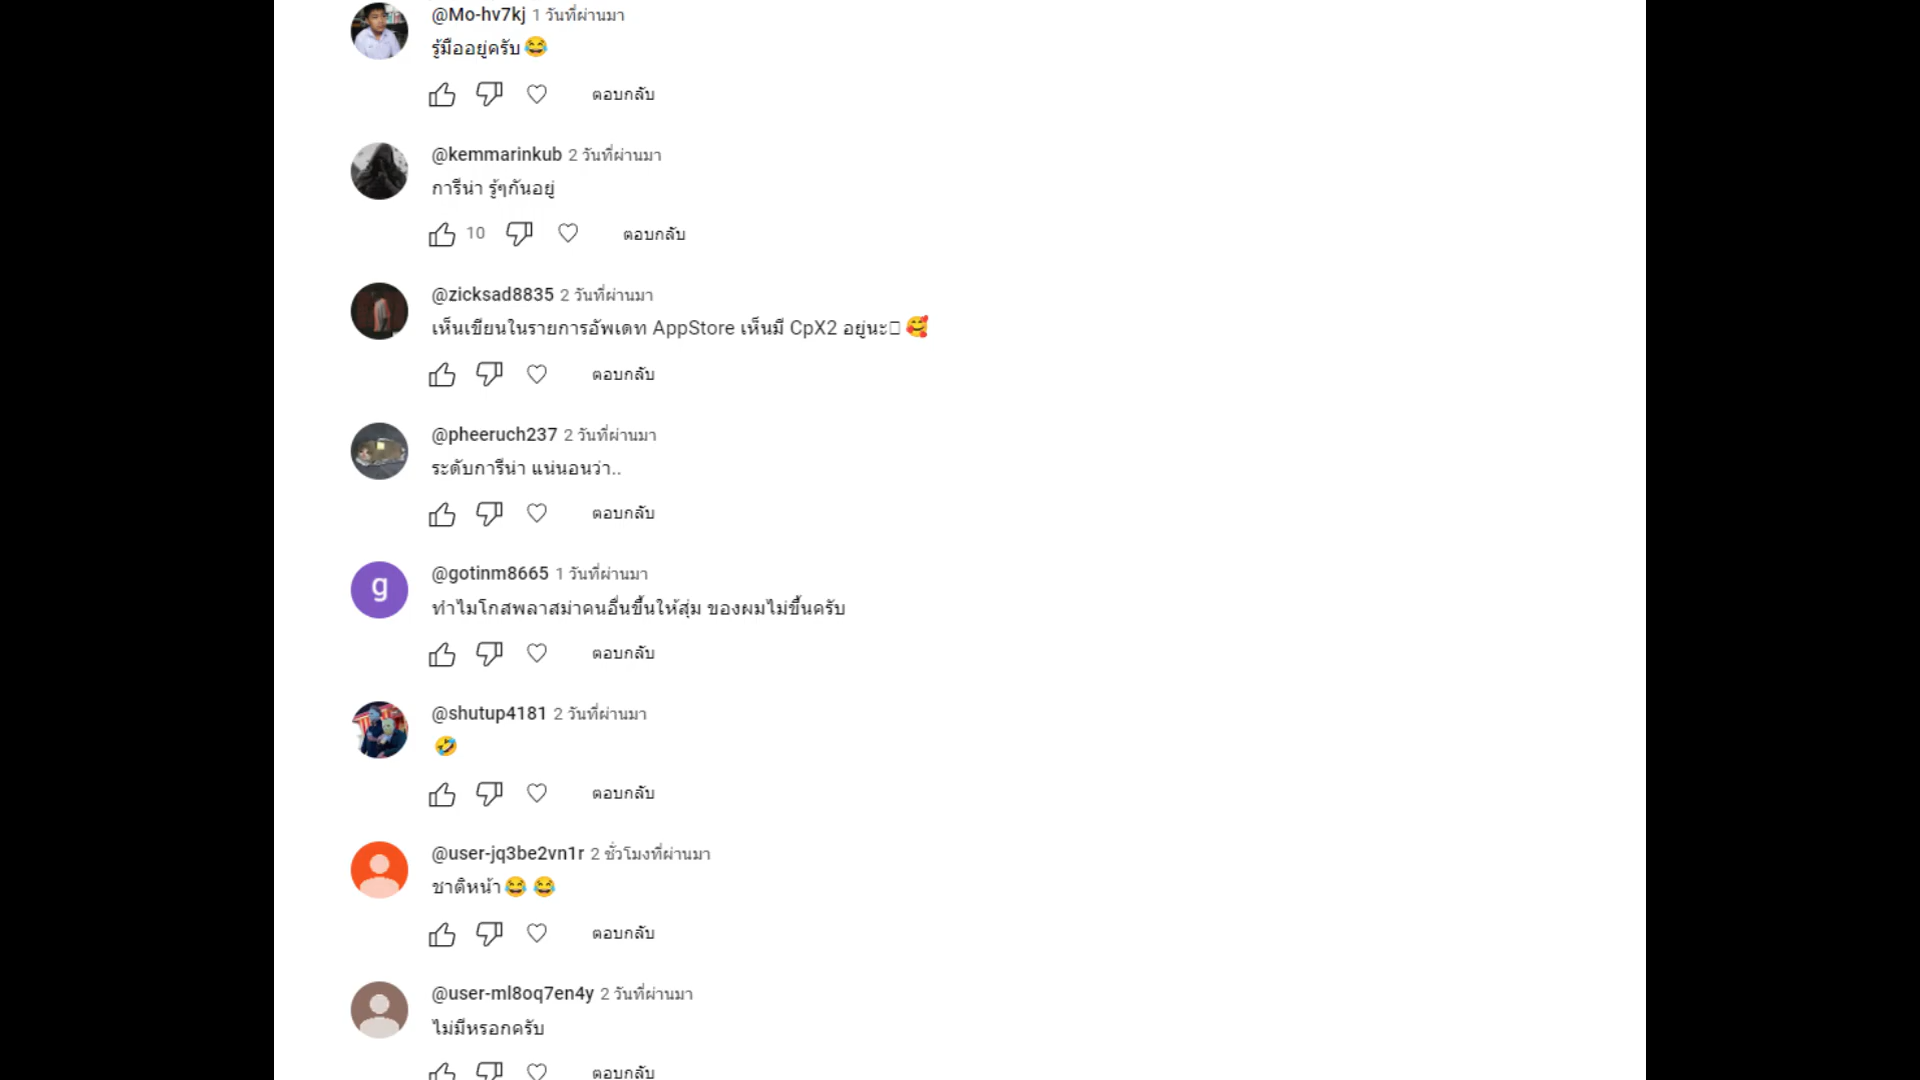 @Mo-hv7kj 1 วันที่ผ่านมา
รู้มืออยู่ครับ😂
ตอบกลับ
@kemmarinkub 2 วันที่ผ่านมา
การีน่า รู้ๆกันอยู่
10 ตอบกลับ
@zicksad8835 2 วันที่ผ่านมา
เห็นเขียนในรายการอัพเดท AppStore เห็นมี CpX2 อยู่นะ🥰
ตอบกลับ
@pheeruch237 2 วันที่ผ่านมา
ระดับการีน่า แน่นอนว่า..
ตอบกลับ
g
@gotinm8665 1 วันที่ผ่านมา
ทำไมโกสพลาสม่าคนอื่นขึ้นให้สุ่ม ของผมไม่ขึ้นครับ
ตอบกลับ
@shutup4181 2 วันที่ผ่านมา
🤣
ตอบกลับ
@user-jq3be2vn1r 2 ชั่วโมงที่ผ่านมา
ชาติหน้า😂 😂
ตอบกลับ
@user-ml8oq7en4y 2 วันที่ผ่านมา
ไม่มีหรอกครับ
ตอบกลับ